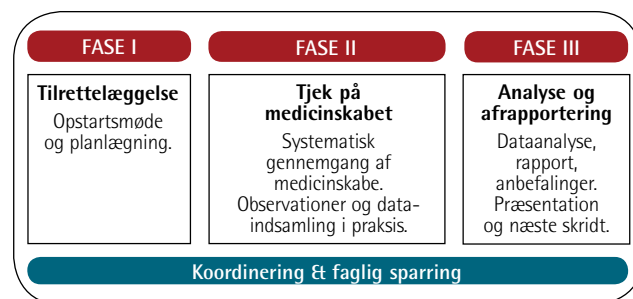 FASE I
Tilrettelæggelse
Opstartsmøde
og planlægning.
FASE II
Tjek på
medicinskabet
Systematisk
gennemgang af
medicinskabe.
Observationer og data-
indsamling i praksis.
FASE III
Analyse og
afrapportering
Dataanalyse,
rapport,
anbefalinger.
Præsentation
og næste skridt.
Koordinering & faglig sparring